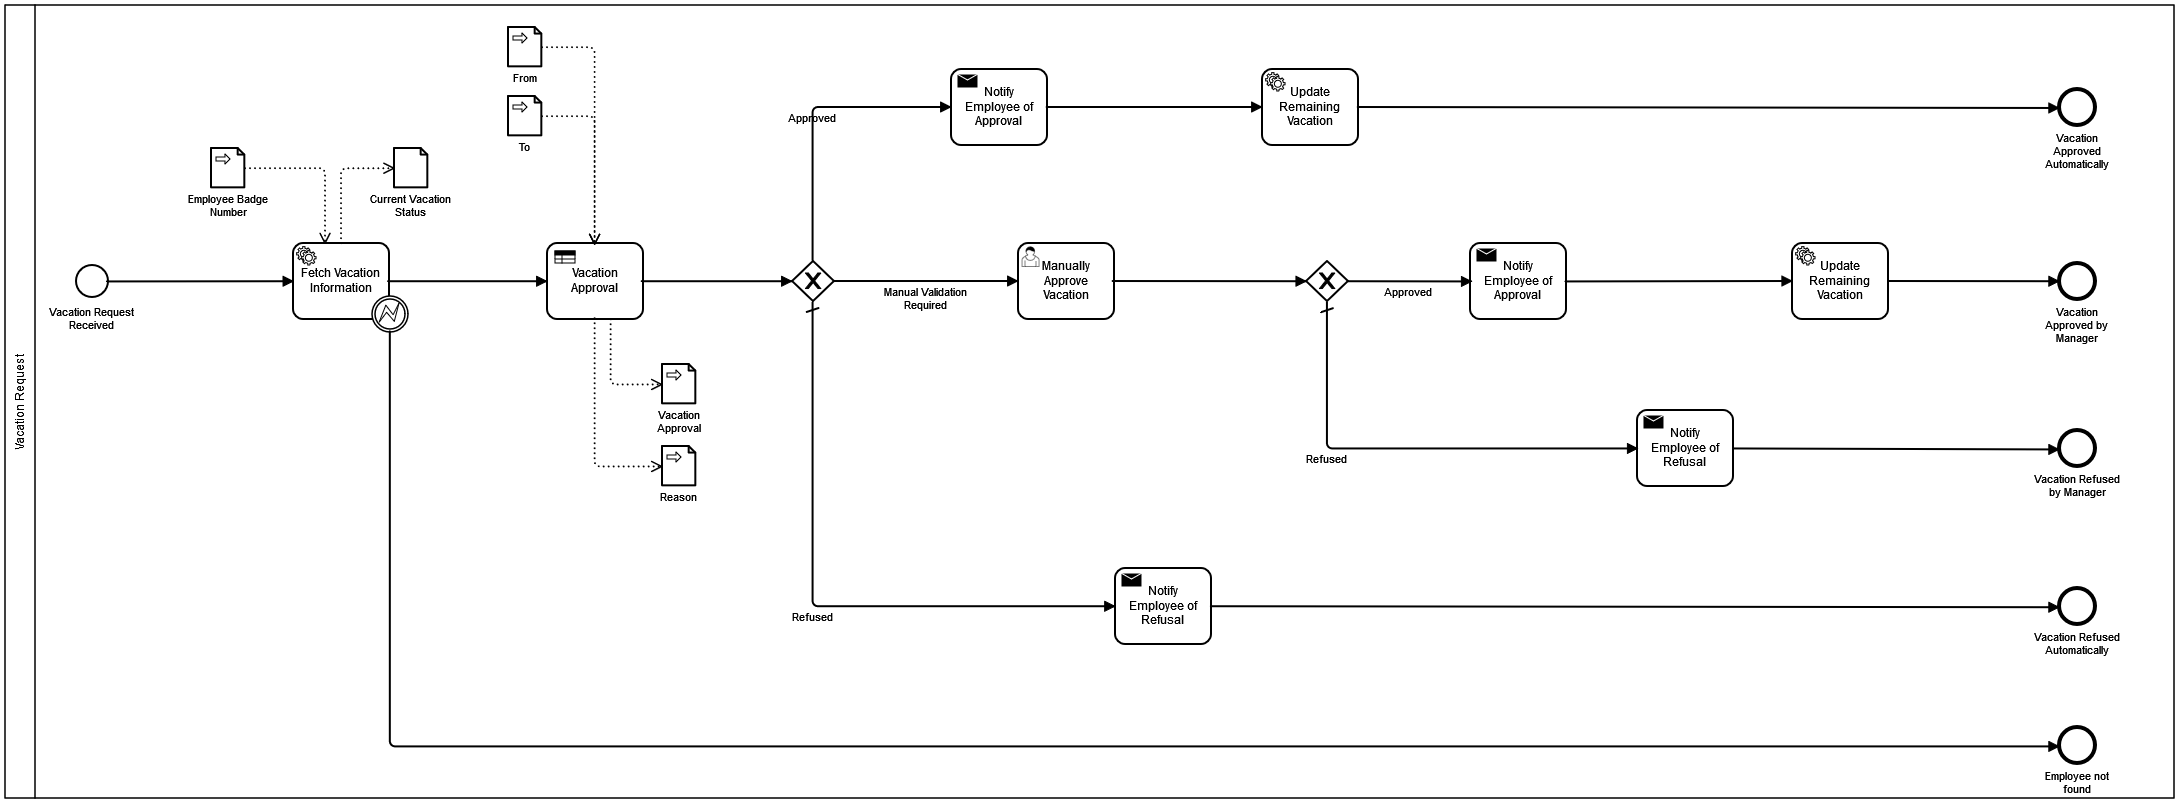 Vacation Request
From
To
Employee Badge
Number
Current Vacation
Status
Vacation Request
Received
Fetch Vacation
Information
Vacation
Approval
Vacation
Approval
Reason
Approved
Notify
Employee of
Approval
Update
Remaining
Vacation
Vacation
Approved
Automatically
Manual Validation
Required
Manually
Approve
Vacation
Approved
Notify
Employee of
Approval
Update
Remaining
Vacation
Vacation
Approved by
Manager
Refused
Notify
Employee of
Refusal
Vacation Refused
by Manager
Refused
Notify
Employee of
Refusal
Vacation Refused
Automatically
Employee not
found